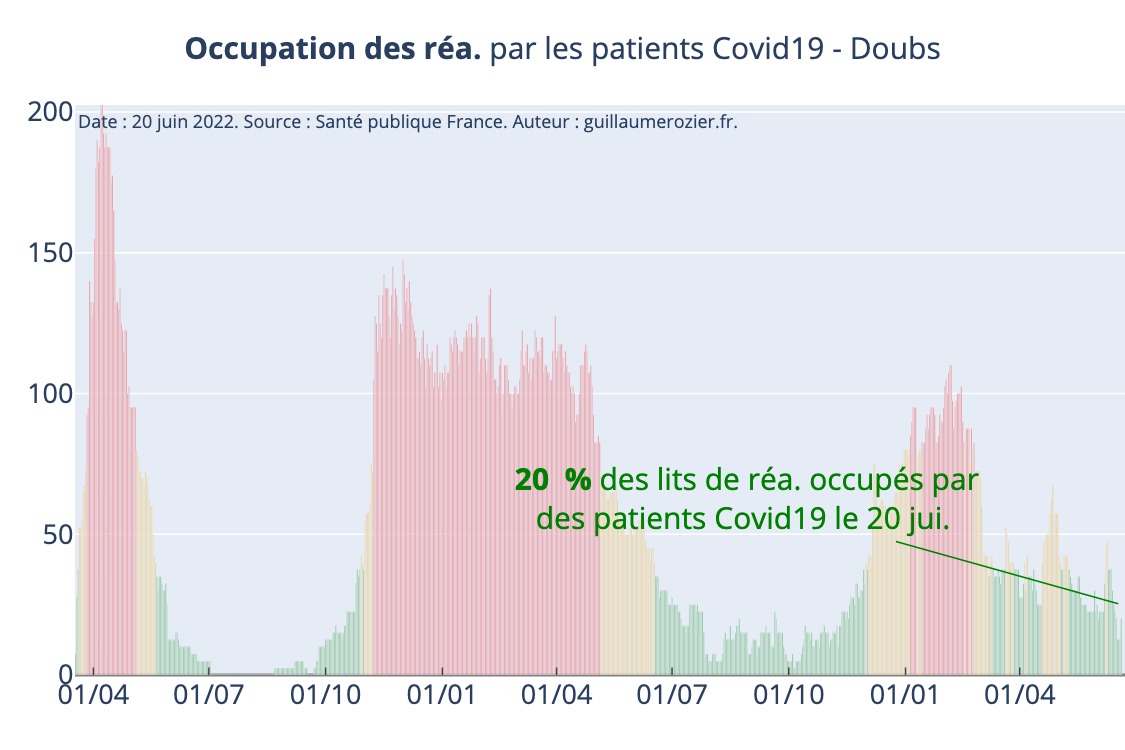 Occupation des réa. par les patients Covid19 - Doubs
200
Date : 20 juin 2022. Source : Santé publique France. Auteur : guillaumerozier.fr.
150
100
20 % des lits de réa. occupés par
des patients Covid19 le 20 jui.
50
0
0
01/04 01/07 01/10 01/01 01/04 01/07 01/10 01/01 01/04